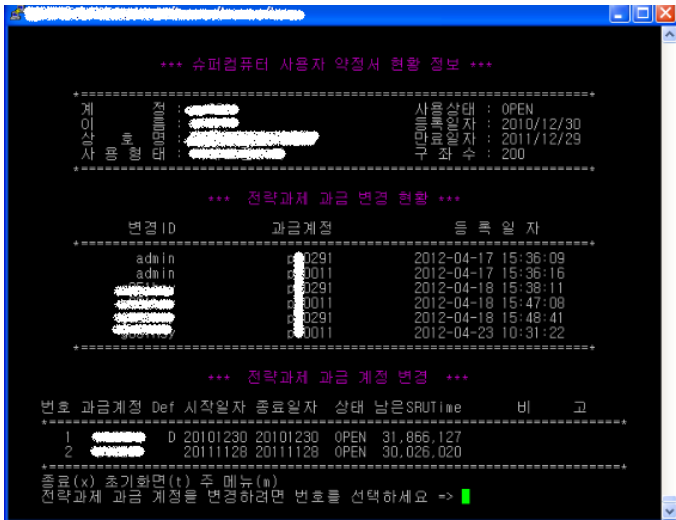 *** 슈퍼컴퓨터 사용자 약정서 현황 정보 ***
계 정 : 사용상태 : OPEN
이 름 : 등록일자 : 2010/12/30
상 호 명 : 만료일자 : 2011/12/29
사 용 형 태 : 구 좌 수 : 200
*** 전략과제 과금 변경 현황 ***
변경ID 과금계정 등 록 일 자
admin 0291 2012-04-17 15:36:09
admin 0011 2012-04-17 15:36:16
0291 2012-04-18 15:38:11
0011 2012-04-18 15:47:08
0291 2012-04-18 15:48:41
0011 2012-04-23 10:31:22
*** 전략과제 과금 계정 변경 ***
번호 과금계정 Def 시작일자 종료일자 상태 남은SRUTime 비 고
1 D 20101230 20101230 OPEN 31,866,127
2 20111128 20111128 OPEN 30,026,020
종료(x) 초기화면(t) 주 메뉴(m)
전략과제 과금 계정을 변경하려면 번호를 선택하세요 =>